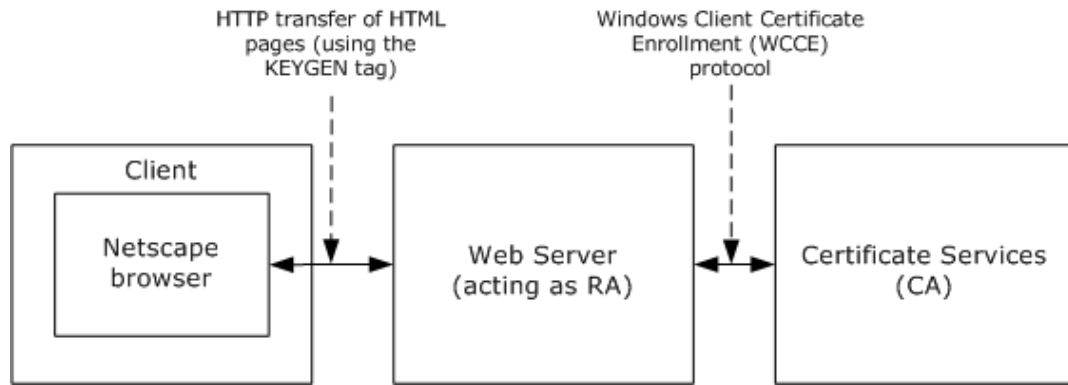 HTTP transfer of HTML
pages (using the
KEYGEN tag)
Windows Client Certificate
Enrollment (WCCE)
protocol
Client
Netscape
browser
Web Server
(acting as RA)
Certificate Services
(CA)